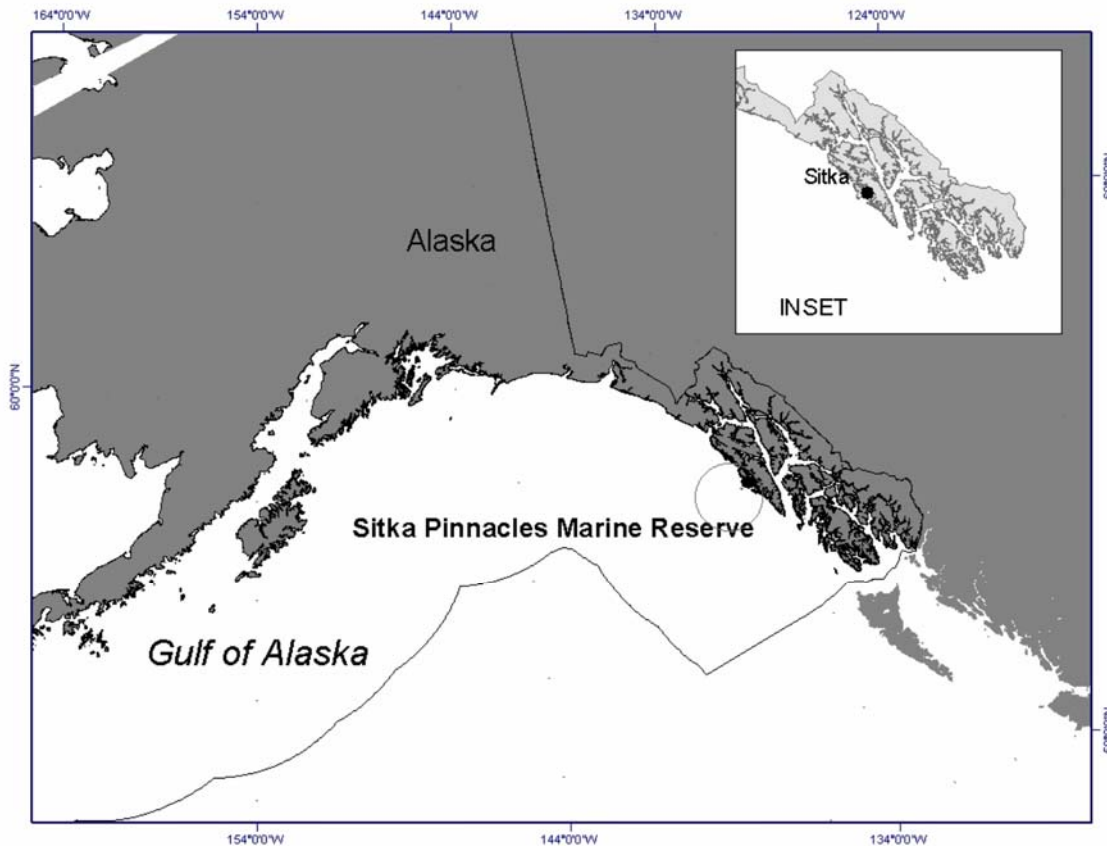 164°0'0"W 154°0'0"W 144°0'0"W 134°0'0"W 124°0'0"W
Sitka
INSET
Alaska
60°0'0"N
Sitka Pinnacles Marine Reserve
Gulf of Alaska
154°0'0"W 144°0'0"W 134°0'0"W